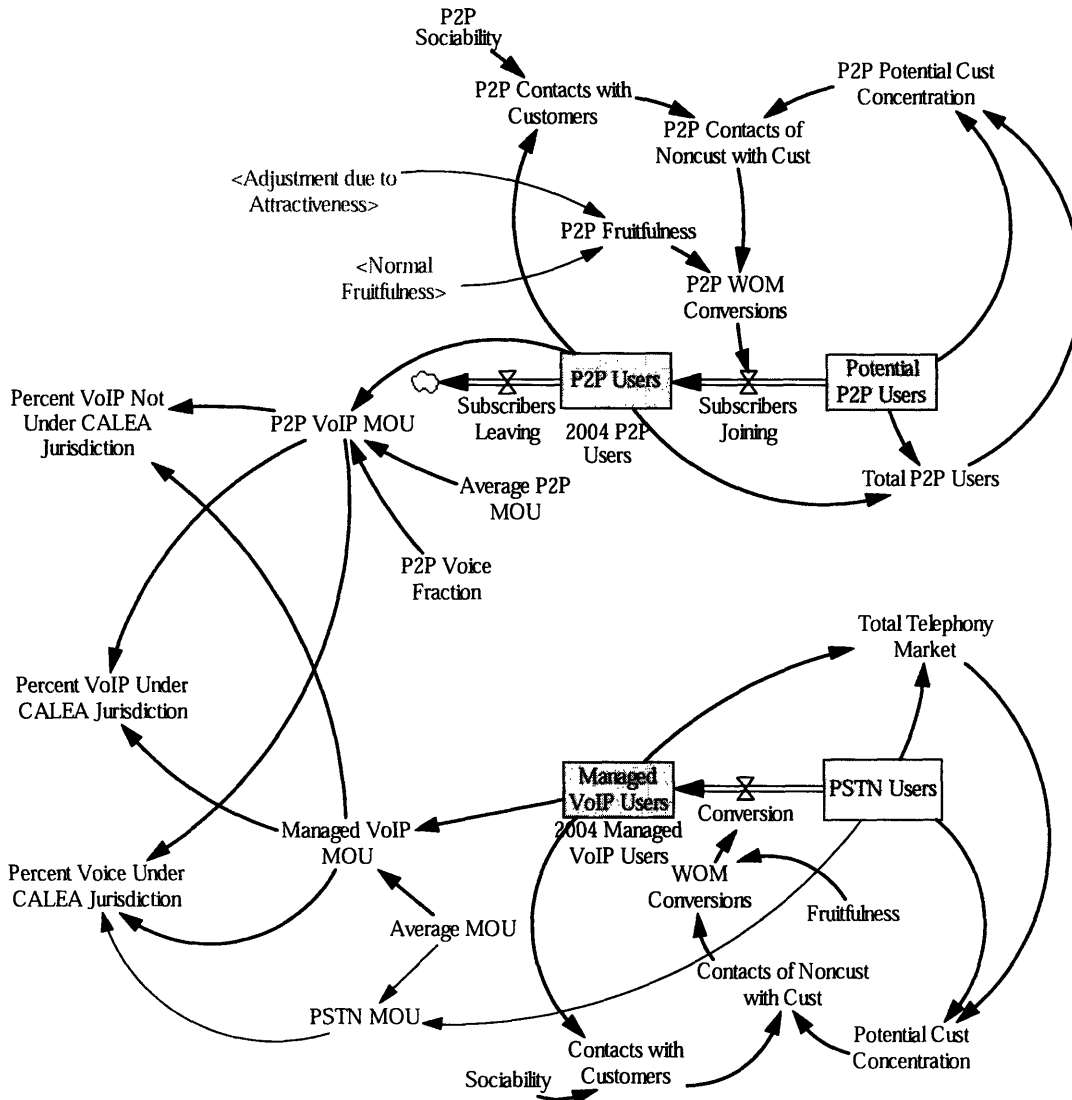 P2P
Sociability
P2P Contacts with
Customers
P2P Potential Cust
Concentration
P2P Contacts of
Noncust with Cust
<Adjustment due to
Attractiveness>
P2P Fruitfulness
<Normal
Fruitfulness>
P2P WOM
Conversions
P2P Users
Potential
P2P Users
Subscribers
Leaving
2004 P2P
Users
Subscribers
Joining
Percent VoIP Not
Under CALEA
Jurisdiction
P2P VoIP MOU
Average P2P
MOU
Total P2P Users
P2P Voice
Fraction
Total Telephony
Market
Percent VoIP Under
CALEA Jurisdiction
Managed
VoIP Users
2004 Managed
VoIP Users
Conversion
PSTN Users
Managed VoIP
MOU
Percent Voice Under
CALEA Jurisdiction
WOM
Conversions
Fruitfulness
Average MOU
Contacts of Noncust
with Cust
PSTN MOU
Potential Cust
Concentration
Contacts with
Customers
Sociability